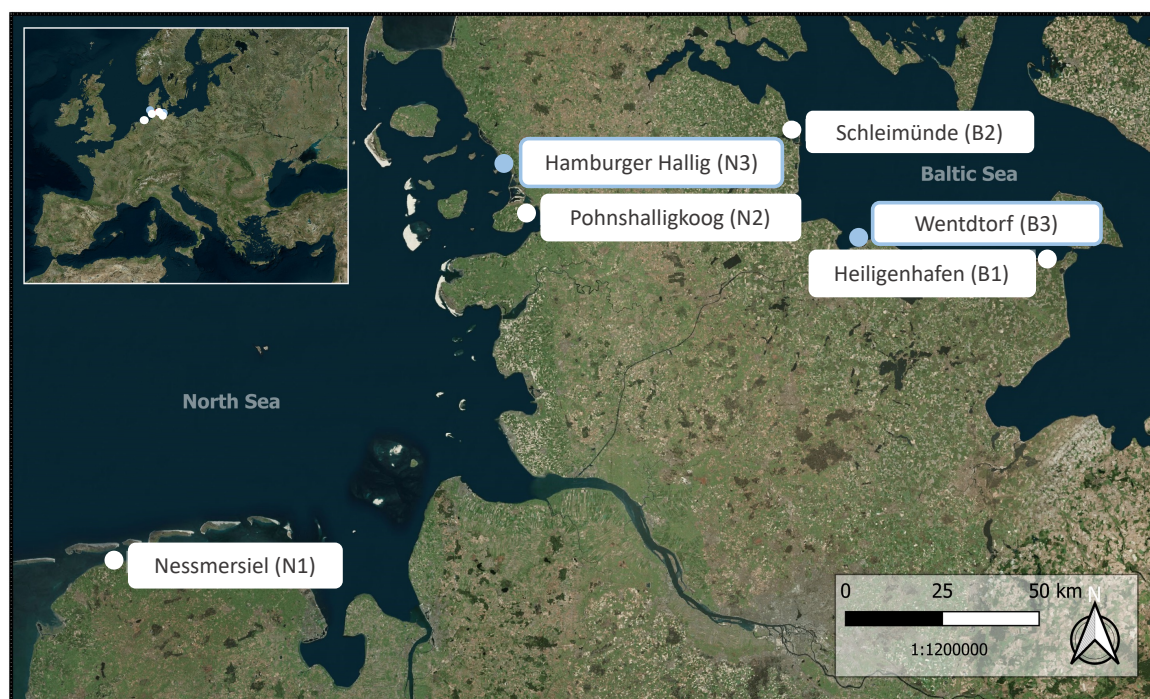 Schleimünde (B2)
Hamburger Hallig (N3)
Baltic Sea
Pohnshalligkoog (N2)
Wentdtorf (B3)
Heiligenhafen (B1)
North Sea
Nessmersiel (N1)
0 25 50 km
N
1:1200000